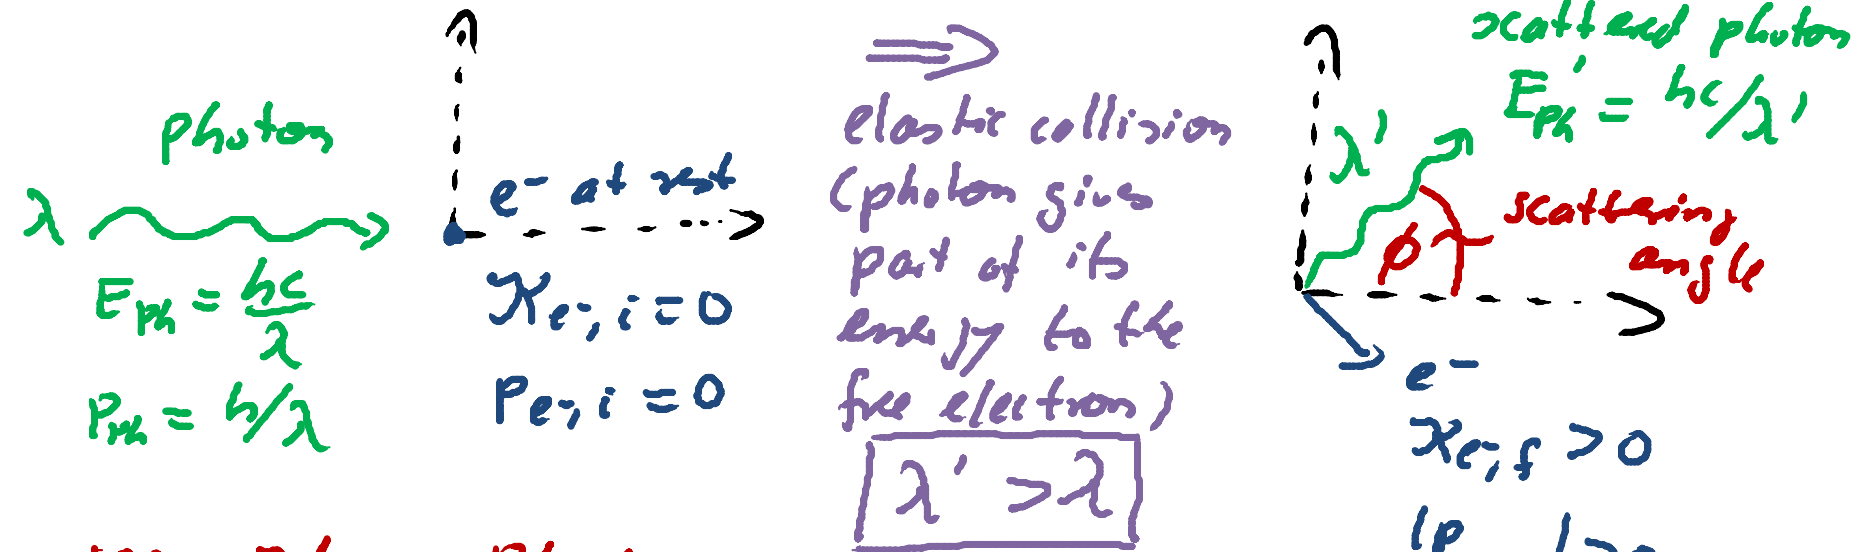 photon
λ
E_ph = hc/λ
P_ph = h/λ
e⁻ at rest
K_e⁻,i = 0
P_e⁻,i = 0
⇒
elastic collision
(photon gives
part of its
energy to the
free electron)
λ' > λ
scattered photon
E'_ph = hc/λ'
λ'
ϕ
scattering
angle
e⁻
K_e⁻,f > 0